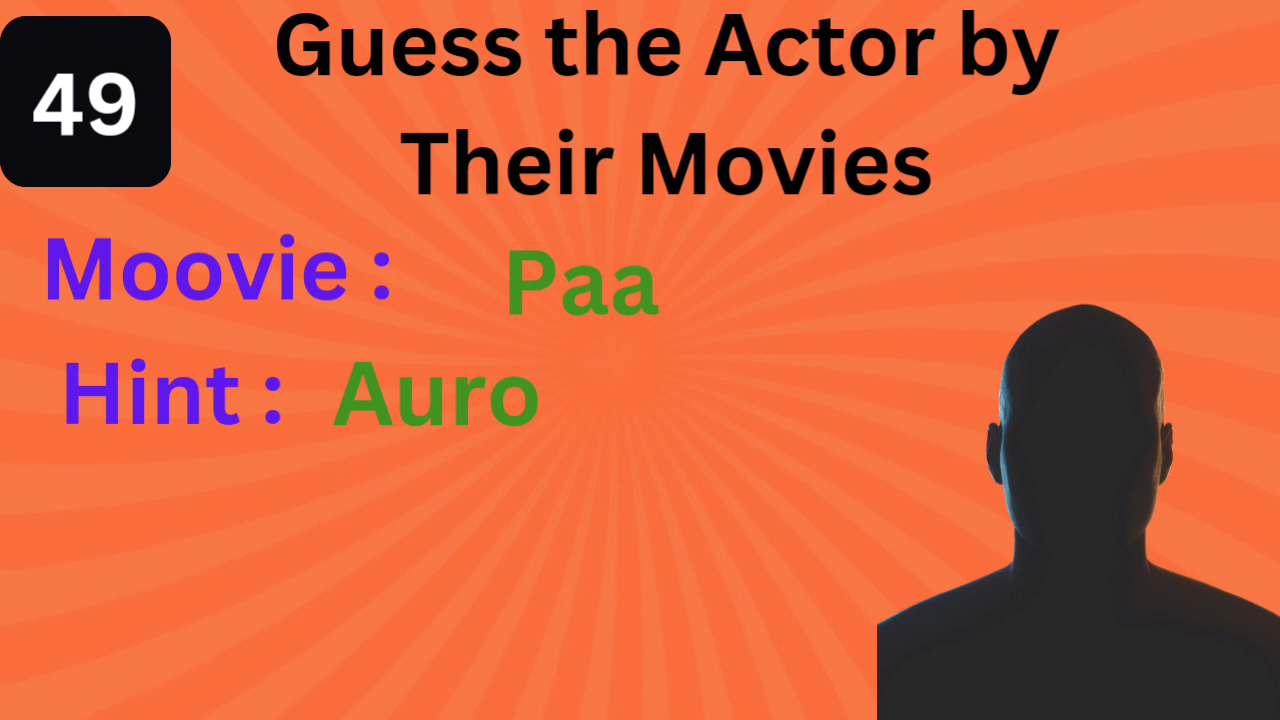 49
Guess the Actor by
Their Movies
Moovie : Paa
Hint : Auro